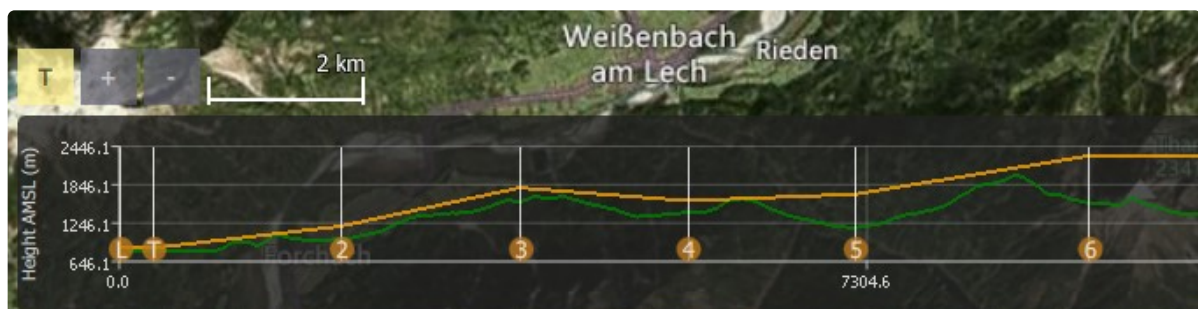 Weißenbach
am Lech
Rieden
T
+
-
2 km
Height AMSL (m)
2446.1
1846.1
1246.1
646.1
L
T
2
3
4
5
6
Forchach
0.0
7304.6